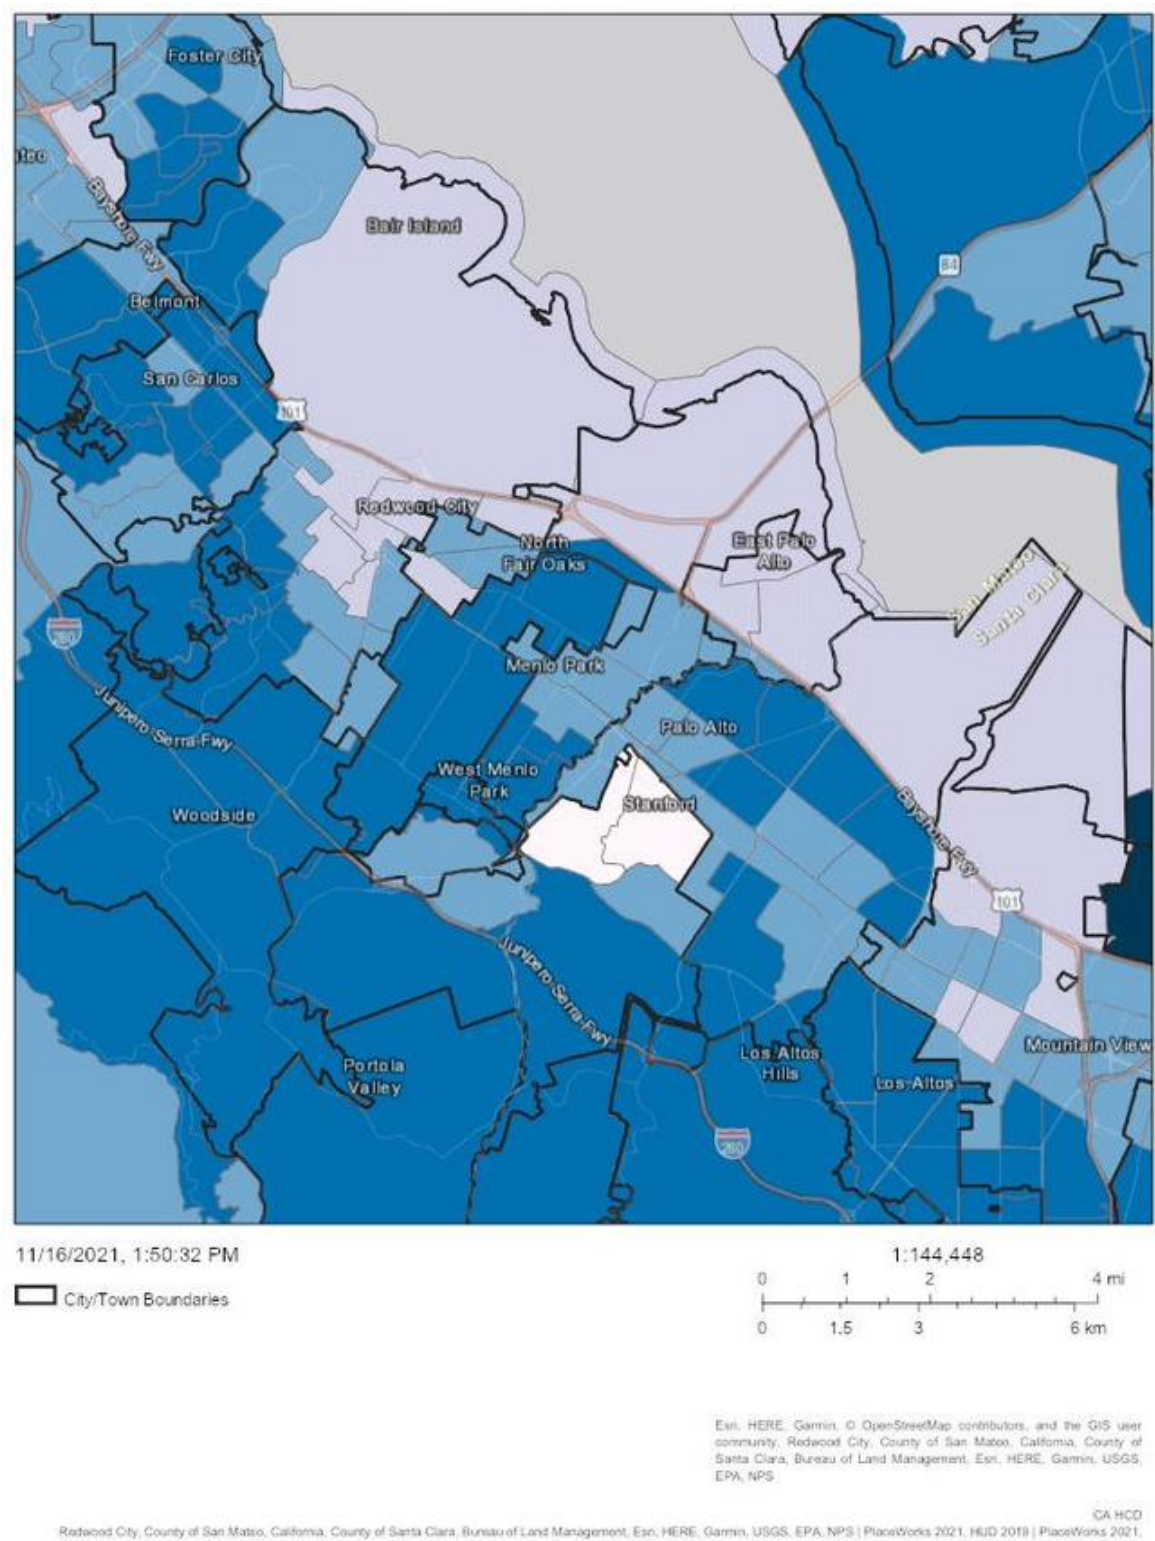 Foster City
ateo
Bayshore Fwy
Bair Island
84
Belmont
San Carlos
101
Redwood City
North
Fair Oaks
East Palo
Alto
San Mateo
Santa Clara
280
Menlo Park
Junipero Serra Fwy
Palo Alto
West Menlo
Park
Stanford
Woodside
Bayshore Fwy
101
Junipero Serra Fwy
Mountain View
Los Altos
Hills
Portola
Valley
Los Altos
280
11/16/2021, 1:50:32 PM
City/Town Boundaries
1:144,448
0 1 2 4 mi
0 1.5 3 6 km
Esri, HERE, Garmin, © OpenStreetMap contributors, and the GIS user
community, Redwood City, County of San Mateo, California, County of
Santa Clara, Bureau of Land Management, Esri, HERE, Garmin, USGS,
EPA, NPS
CA HCD
Redwood City, County of San Mateo, California, County of Santa Clara, Bureau of Land Management, Esri, HERE, Garmin, USGS, EPA, NPS | PlaceWorks 2021, HUD 2019 | PlaceWorks 2021,